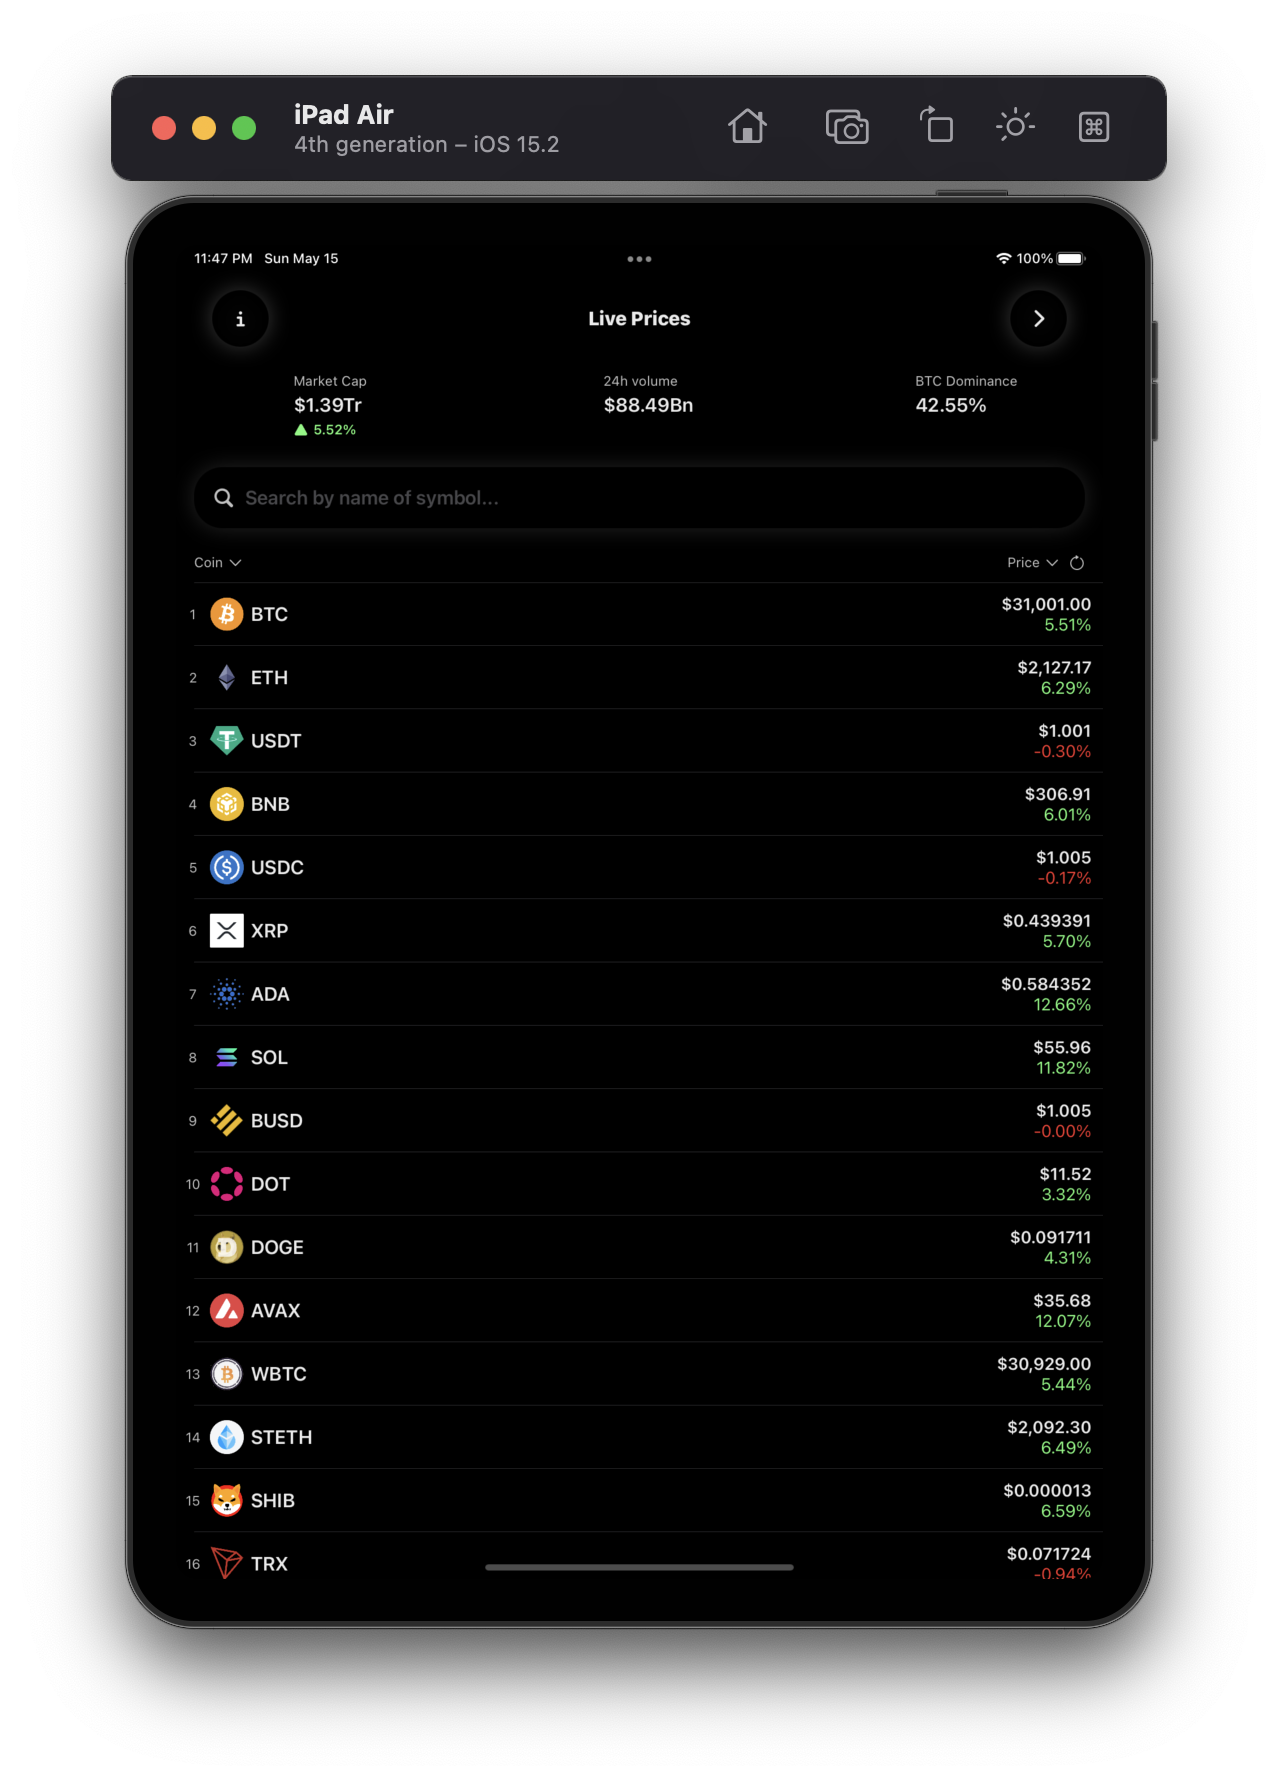 iPad Air
4th generation – iOS 15.2
11:47 PM Sun May 15
100%
i
Live Prices
Market Cap
$1.39Tr
5.52%
24h volume
$88.49Bn
BTC Dominance
42.55%
Search by name of symbol...
Coin
Price
1 BTC $31,001.00
5.51%
2 ETH $2,127.17
6.29%
3 USDT $1.001
-0.30%
4 BNB $306.91
6.01%
5 USDC $1.005
-0.17%
6 XRP $0.439391
5.70%
7 ADA $0.584352
12.66%
8 SOL $55.96
11.82%
9 BUSD $1.005
-0.00%
10 DOT $11.52
3.32%
11 DOGE $0.091711
4.31%
12 AVAX $35.68
12.07%
13 WBTC $30,929.00
5.44%
14 STETH $2,092.30
6.49%
15 SHIB $0.000013
6.59%
16 TRX $0.071724
-0.94%